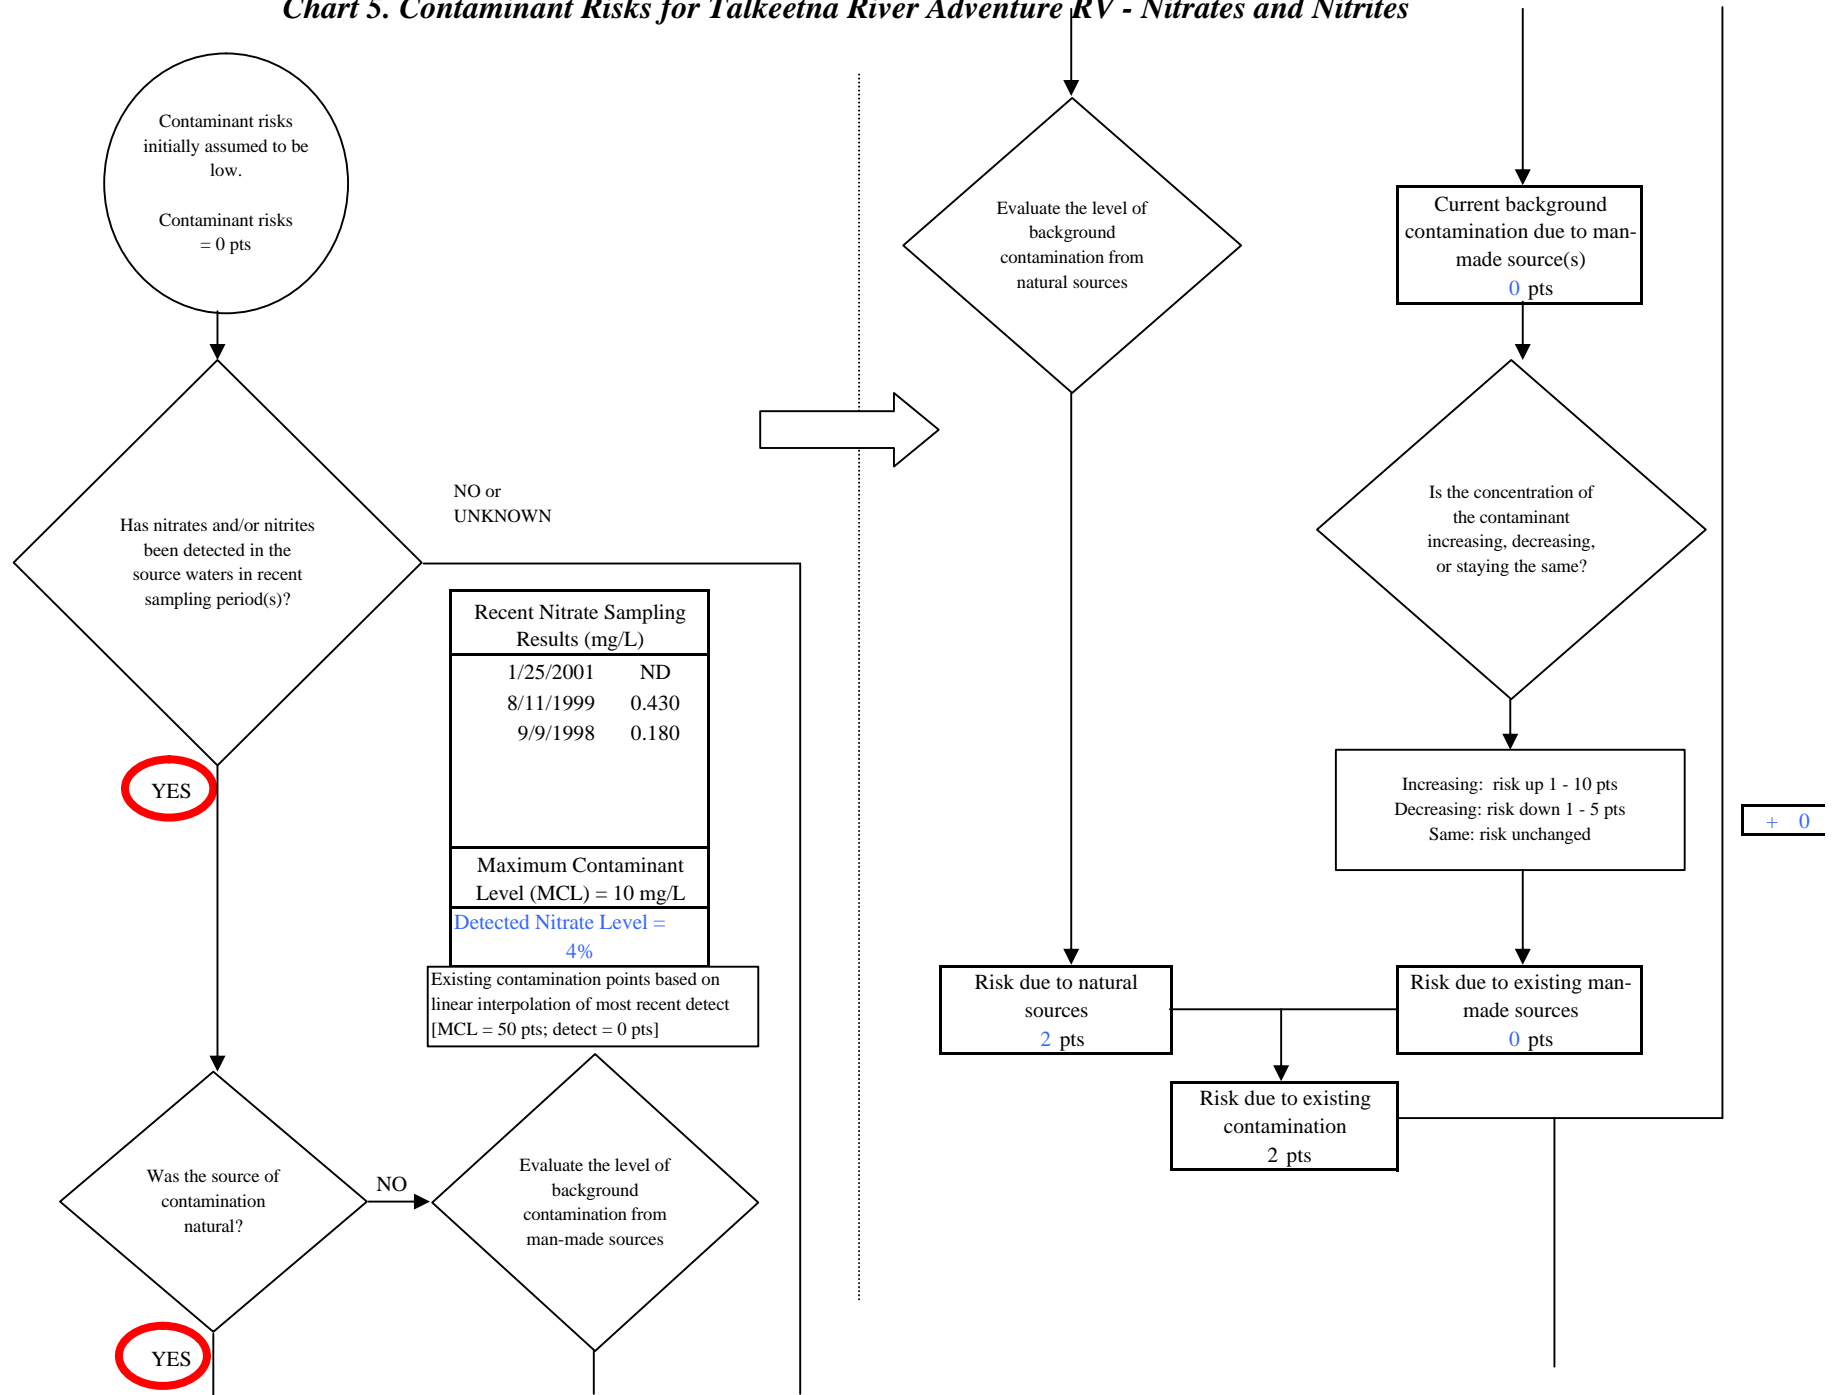 Chart 5. Contaminant Risks for Talkeetna River Adventure RV - Nitrates and Nitrites
Contaminant risks
initially assumed to be
low.
Contaminant risks
= 0 pts
Has nitrates and/or nitrites
been detected in the
source waters in recent
sampling period(s)?
NO or
UNKNOWN
YES
Recent Nitrate Sampling
Results (mg/L)
1/25/2001 ND
8/11/1999 0.430
9/9/1998 0.180
Maximum Contaminant
Level (MCL) = 10 mg/L
Detected Nitrate Level =
4%
Existing contamination points based on
linear interpolation of most recent detect
[MCL = 50 pts; detect = 0 pts]
Was the source of
contamination
natural?
NO
Evaluate the level of
background
contamination from
man-made sources
YES
Evaluate the level of
background
contamination from
natural sources
Current background
contamination due to man-
made source(s)
0 pts
Is the concentration of
the contaminant
increasing, decreasing,
or staying the same?
Increasing: risk up 1 - 10 pts
Decreasing: risk down 1 - 5 pts
Same: risk unchanged
+ 0
Risk due to natural
sources
2 pts
Risk due to existing man-
made sources
0 pts
Risk due to existing
contamination
2 pts